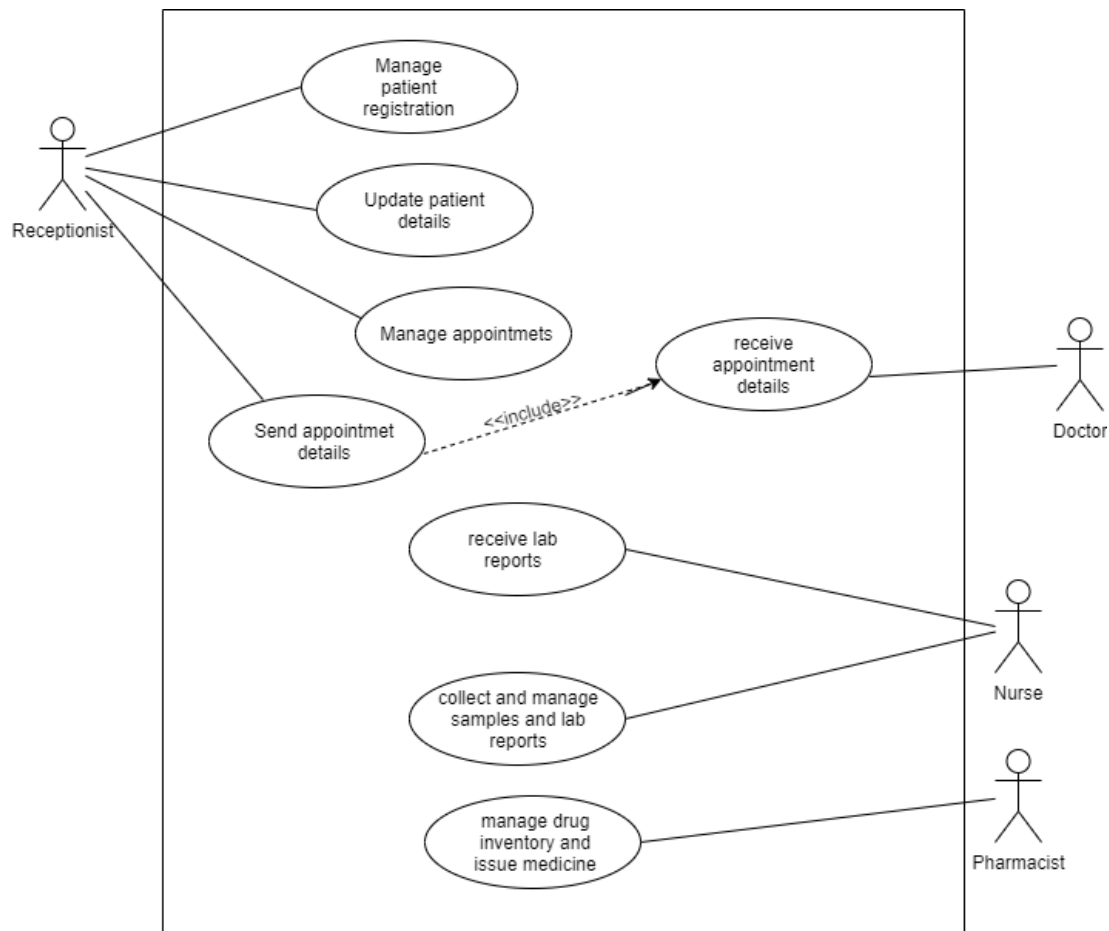 Manage
patient
registration
Receptionist
Update patient
details
Manage appointmets
receive
appointment
details
<<include>>
Send appointmet
details
Doctor
receive lab
reports
Nurse
collect and manage
samples and lab
reports
manage drug
inventory and
issue medicine
Pharmacist